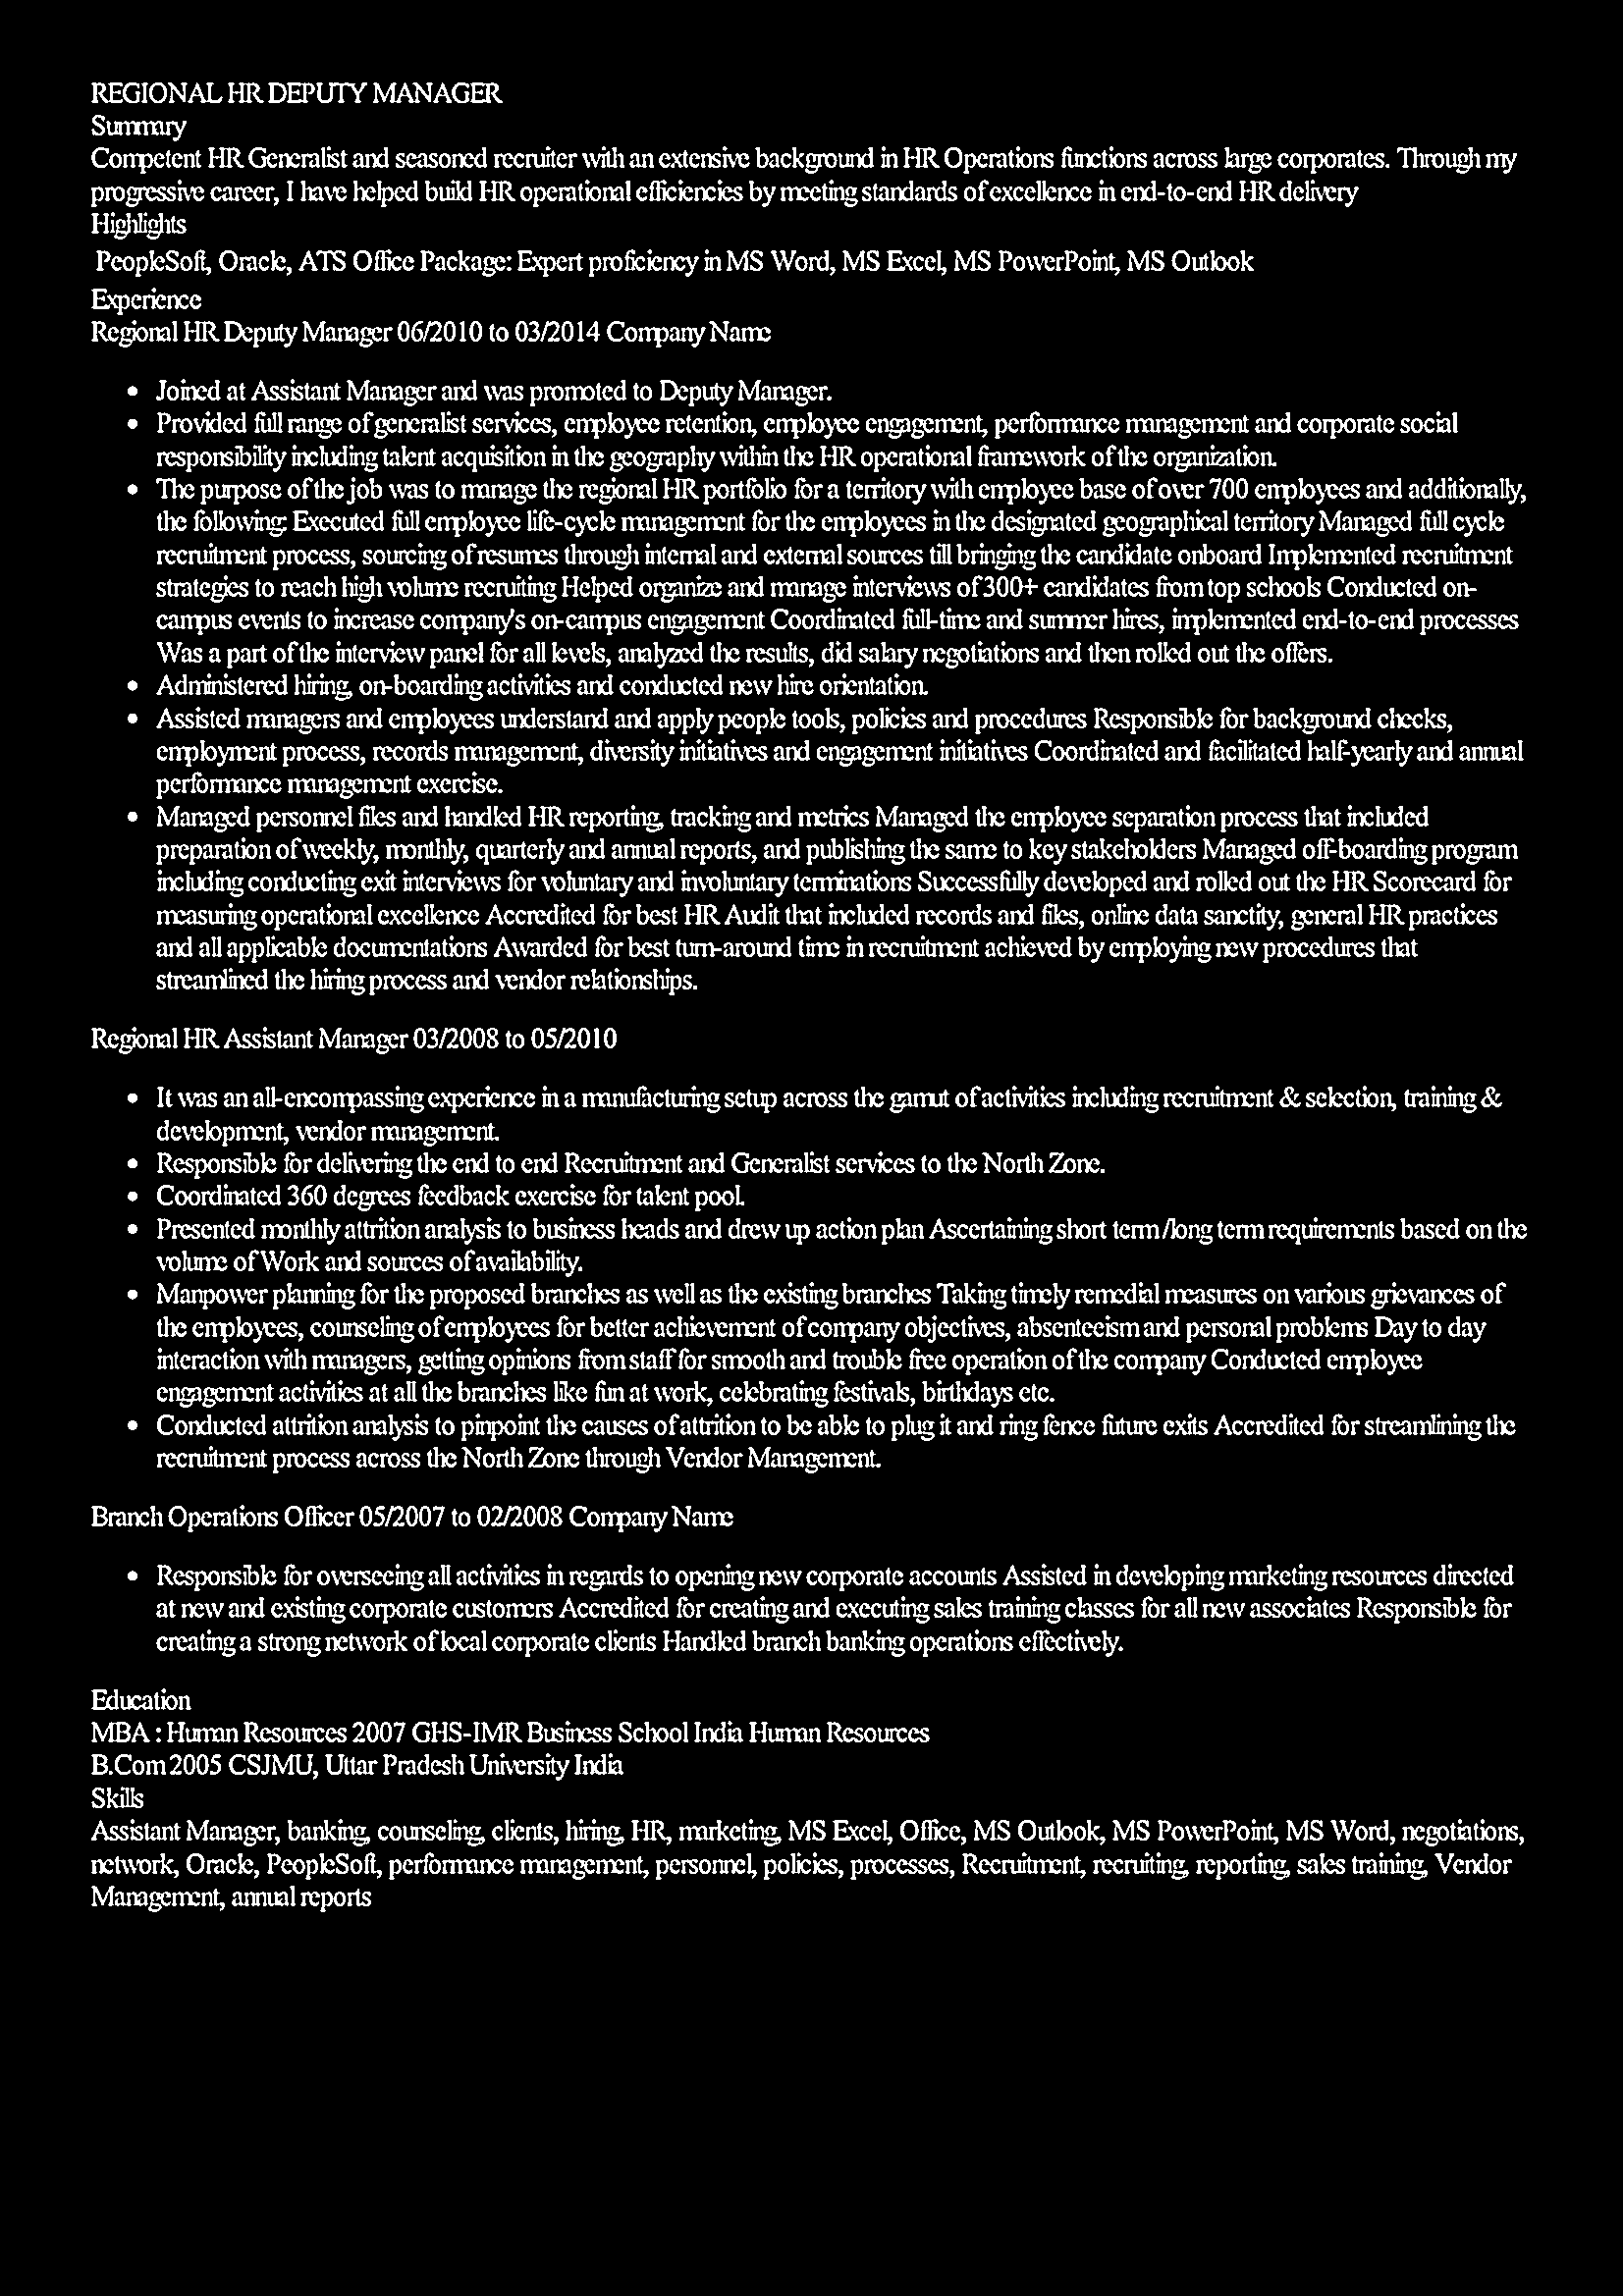 REGIONAL HR DEPUTY MANAGER
Summary
Competent HR Generalist and seasoned recruiter with an extensive background in HR Operations functions across large corporates. Through my
progressive career, I have helped build HR operational efficiencies by meeting standards of excellence in end-to-end HR delivery
Highlights
PeopleSoft, Oracle, ATS Office Package: Expert proficiency in MS Word, MS Excel, MS PowerPoint, MS Outlook
Experience
Regional HR Deputy Manager 06/2010 to 03/2014 Company Name
• Joined at Assistant Manager and was promoted to Deputy Manager.
• Provided full range of generalist services, employee retention, employee engagement, performance management and corporate social
responsibility including talent acquisition in the geography within the HR operational framework of the organization.
• The purpose of the job was to manage the regional HR portfolio for a territory with employee base of over 700 employees and additionally,
the following: Executed full employee life-cycle management for the employees in the designated geographical territory Managed full cycle
recruitment process, sourcing of resumes through internal and external sources till bringing the candidate onboard Implemented recruitment
strategies to reach high volume recruiting Helped organize and manage interviews of 300+ candidates from top schools Conducted on-
campus events to increase company's on-campus engagement Coordinated full-time and summer hires, implemented end-to-end processes
Was a part of the interview panel for all levels, analyzed the results, did salary negotiations and then rolled out the offers.
• Administered hiring, on-boarding activities and conducted new hire orientation.
• Assisted managers and employees understand and apply people tools, policies and procedures Responsible for background checks,
employment process, records management, diversity initiatives and engagement initiatives Coordinated and facilitated half-yearly and annual
performance management exercise.
• Managed personnel files and handled HR reporting, tracking and metrics Managed the employee separation process that included
preparation of weekly, monthly, quarterly and annual reports, and publishing the same to key stakeholders Managed off-boarding program
including conducting exit interviews for voluntary and involuntary terminations Successfully developed and rolled out the HR Scorecard for
measuring operational excellence Accredited for best HR Audit that included records and files, online data sanctity, general HR practices
and all applicable documentations Awarded for best turn-around time in recruitment achieved by employing new procedures that
streamlined the hiring process and vendor relationships.
Regional HR Assistant Manager 03/2008 to 05/2010
• It was an all-encompassing experience in a manufacturing setup across the gamut of activities including recruitment & selection, training &
development, vendor management.
• Responsible for delivering the end to end Recruitment and Generalist services to the North Zone.
• Coordinated 360 degrees feedback exercise for talent pool.
• Presented monthly attrition analysis to business heads and drew up action plan Ascertaining short term /long term requirements based on the
volume of Work and sources of availability.
• Manpower planning for the proposed branches as well as the existing branches Taking timely remedial measures on various grievances of
the employees, counseling of employees for better achievement of company objectives, absenteeism and personal problems Day to day
interaction with managers, getting opinions from staff for smooth and trouble free operation of the company Conducted employee
engagement activities at all the branches like fun at work, celebrating festivals, birthdays etc.
• Conducted attrition analysis to pinpoint the causes of attrition to be able to plug it and ring fence future exits Accredited for streamlining the
recruitment process across the North Zone through Vendor Management.
Branch Operations Officer 05/2007 to 02/2008 Company Name
• Responsible for overseeing all activities in regards to opening new corporate accounts Assisted in developing marketing resources directed
at new and existing corporate customers Accredited for creating and executing sales training classes for all new associates Responsible for
creating a strong network of local corporate clients Handled branch banking operations effectively.
Education
MBA : Human Resources 2007 GHS-IMR Business School India Human Resources
B.Com 2005 CSJMU, Uttar Pradesh University India
Skills
Assistant Manager, banking, counseling, clients, hiring, HR, marketing, MS Excel, Office, MS Outlook, MS PowerPoint, MS Word, negotiations,
network, Oracle, PeopleSoft, performance management, personnel, policies, processes, Recruitment, recruiting, reporting, sales training, Vendor
Management, annual reports